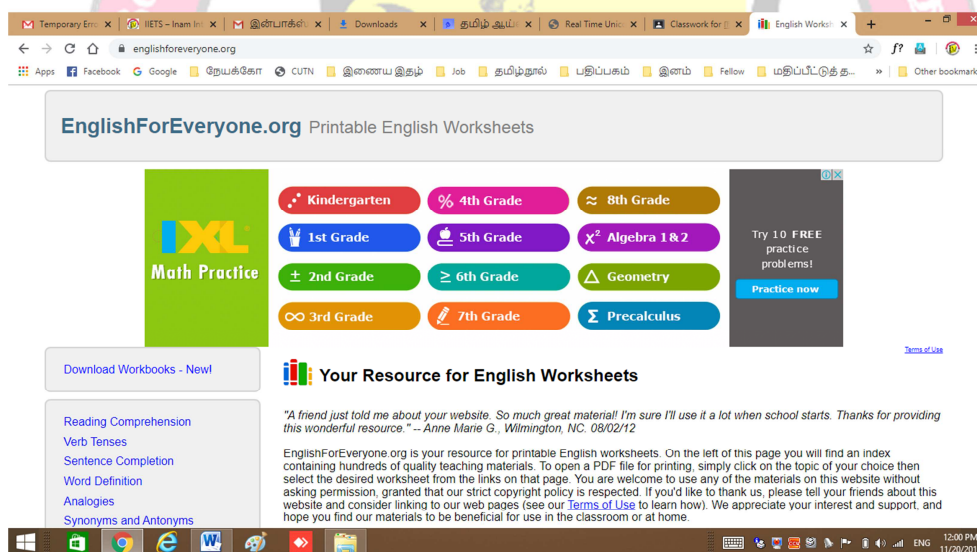 Temporary Erro
IIETS – Inam Int
இன்பாக்ஸ்
Downloads
தமிழ் ஆய்
Real Time Unico
Classwork for
English Worksh
englishforeveryone.org
f?
Apps
Facebook
Google
நேயக்கோ
CUTN
இணையஇதழ்
Job
தமிழ்நூல்
பதிப்பகம்
இனம்
Fellow
மதிப்பீட்டுத் த...
»
Other bookmark
EnglishForEveryone.org Printable English Worksheets
IXL
Math Practice
Kindergarten
% 4th Grade
≈ 8th Grade
1st Grade
5th Grade
x² Algebra 1 & 2
± 2nd Grade
≥ 6th Grade
Geometry
∞ 3rd Grade
7th Grade
Σ Precalculus
Try 10 FREE
practice
problems!
Practice now
Terms of Use
Download Workbooks - New!
Your Resource for English Worksheets
Reading Comprehension
Verb Tenses
Sentence Completion
Word Definition
Analogies
Synonyms and Antonyms
"A friend just told me about your website. So much great material! I'm sure I'll use it a lot when school starts. Thanks for providing
this wonderful resource." -- Anne Marie G., Wilmington, NC. 08/02/12
EnglishForEveryone.org is your resource for printable English worksheets. On the left of this page you will find an index
containing hundreds of quality teaching materials. To open a PDF file for printing, simply click on the topic of your choice then
select the desired worksheet from the links on that page. You are welcome to use any of the materials on this website without
asking permission, granted that our strict copyright policy is respected. If you'd like to thank us, please tell your friends about this
website and consider linking to our web pages (see our Terms of Use to learn how). We appreciate your interest and support, and
hope you find our materials to be beneficial for use in the classroom or at home.
ENG
12:00 PM
11/20/2